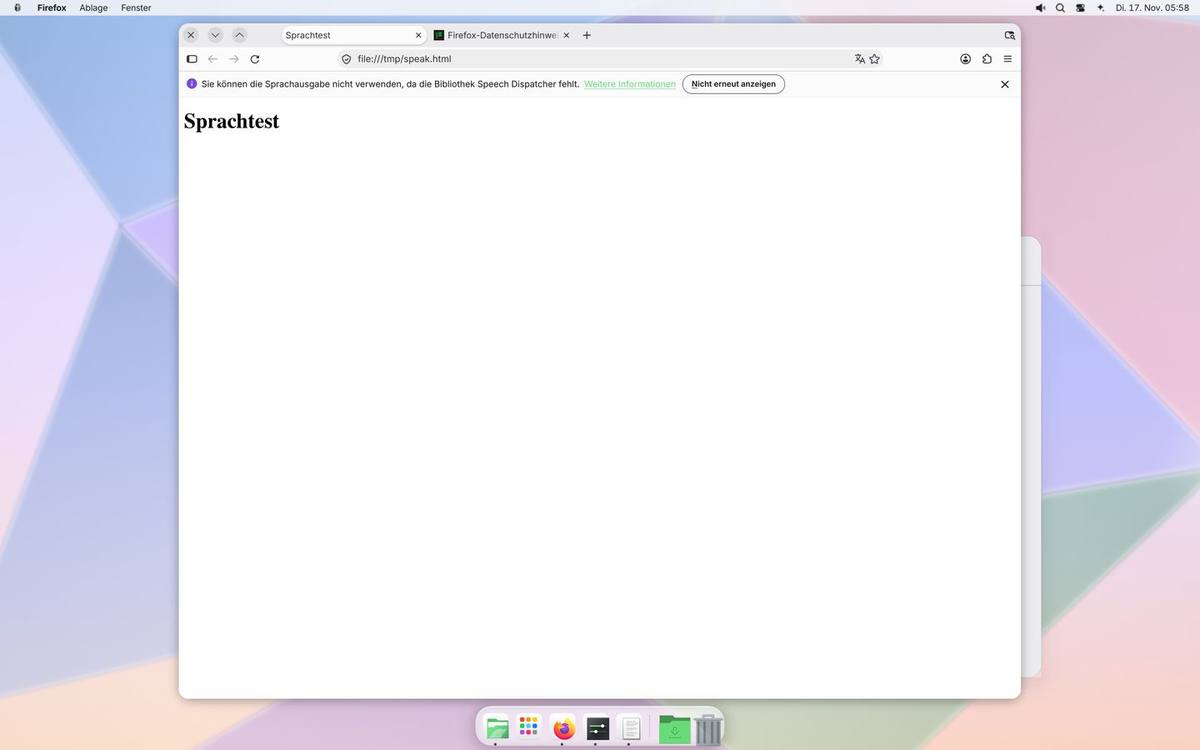 Firefox Ablage Fenster Di. 17. Nov. 05:58
Sprachtest Firefox-Datenschutzhinwe
file:///tmp/speak.html
Sie können die Sprachausgabe nicht verwenden, da die Bibliothek Speech Dispatcher fehlt. Weitere Informationen Nicht erneut anzeigen
Sprachtest